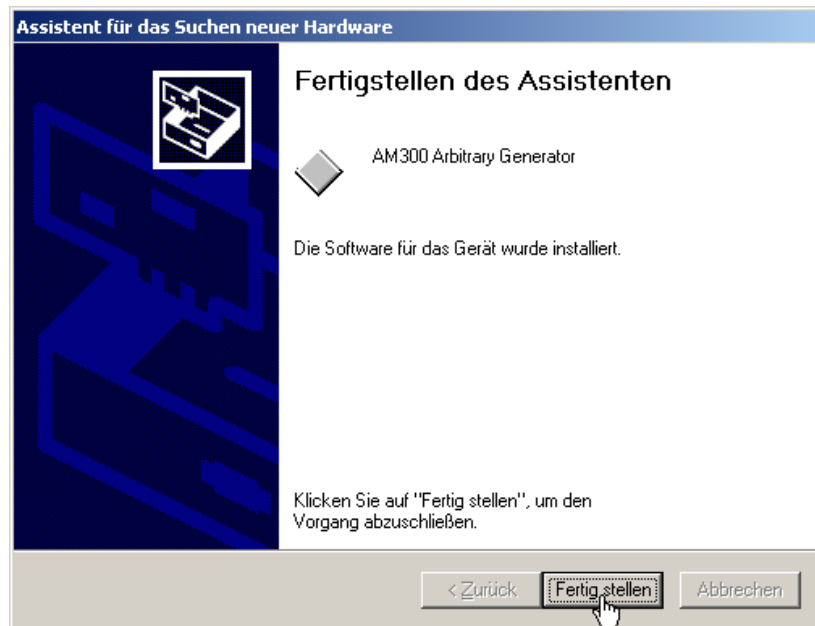 Assistent für das Suchen neuer Hardware
Fertigstellen des Assistenten
AM300 Arbitrary Generator
Die Software für das Gerät wurde installiert.
Klicken Sie auf "Fertig stellen", um den
Vorgang abzuschließen.
< Zurück Fertig stellen Abbrechen